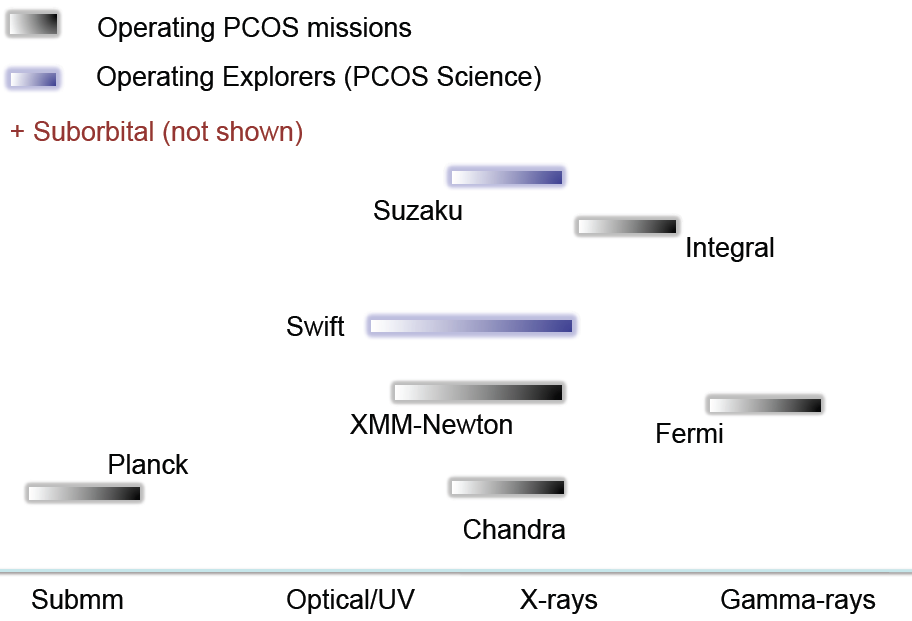 Operating PCOS missions
Operating Explorers (PCOS Science)
+ Suborbital (not shown)
Suzaku
Integral
Swift
XMM-Newton
Fermi
Planck
Chandra
Submm Optical/UV X-rays Gamma-rays